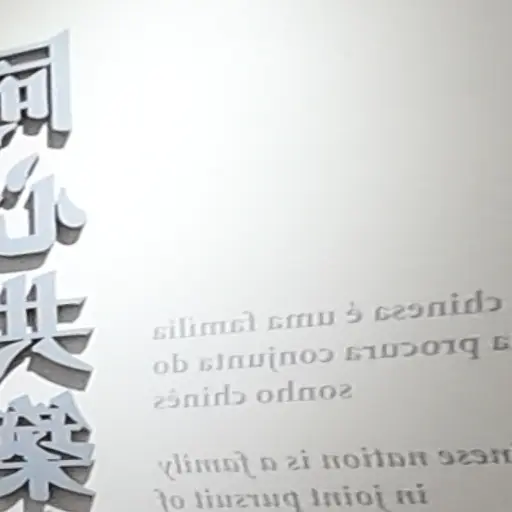 同心共築
chinesa é uma família
a procura conjunta do
sonho chinês
inese nation is a family
in joint pursuit of